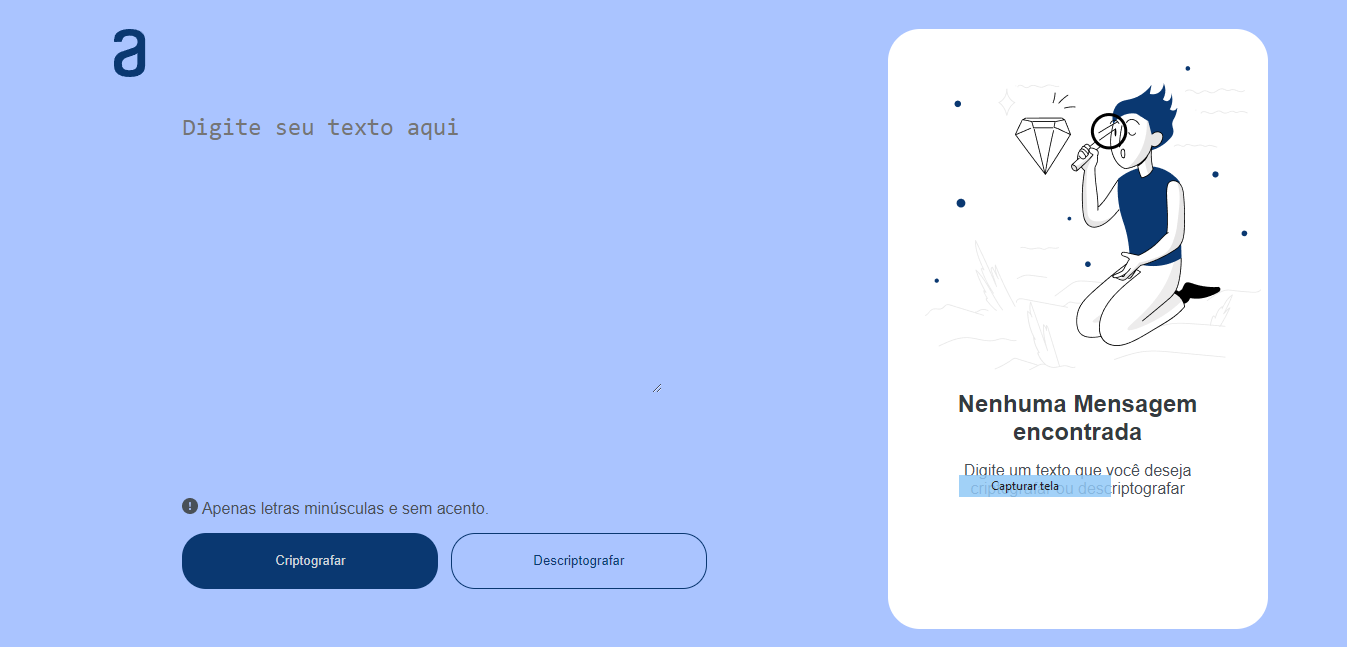 a
Digite seu texto aqui
Apenas letras minúsculas e sem acento.
Criptografar
Descriptografar
Nenhuma Mensagem
encontrada
Digite um texto que você deseja
criptografar ou descriptografar
Capturar tela